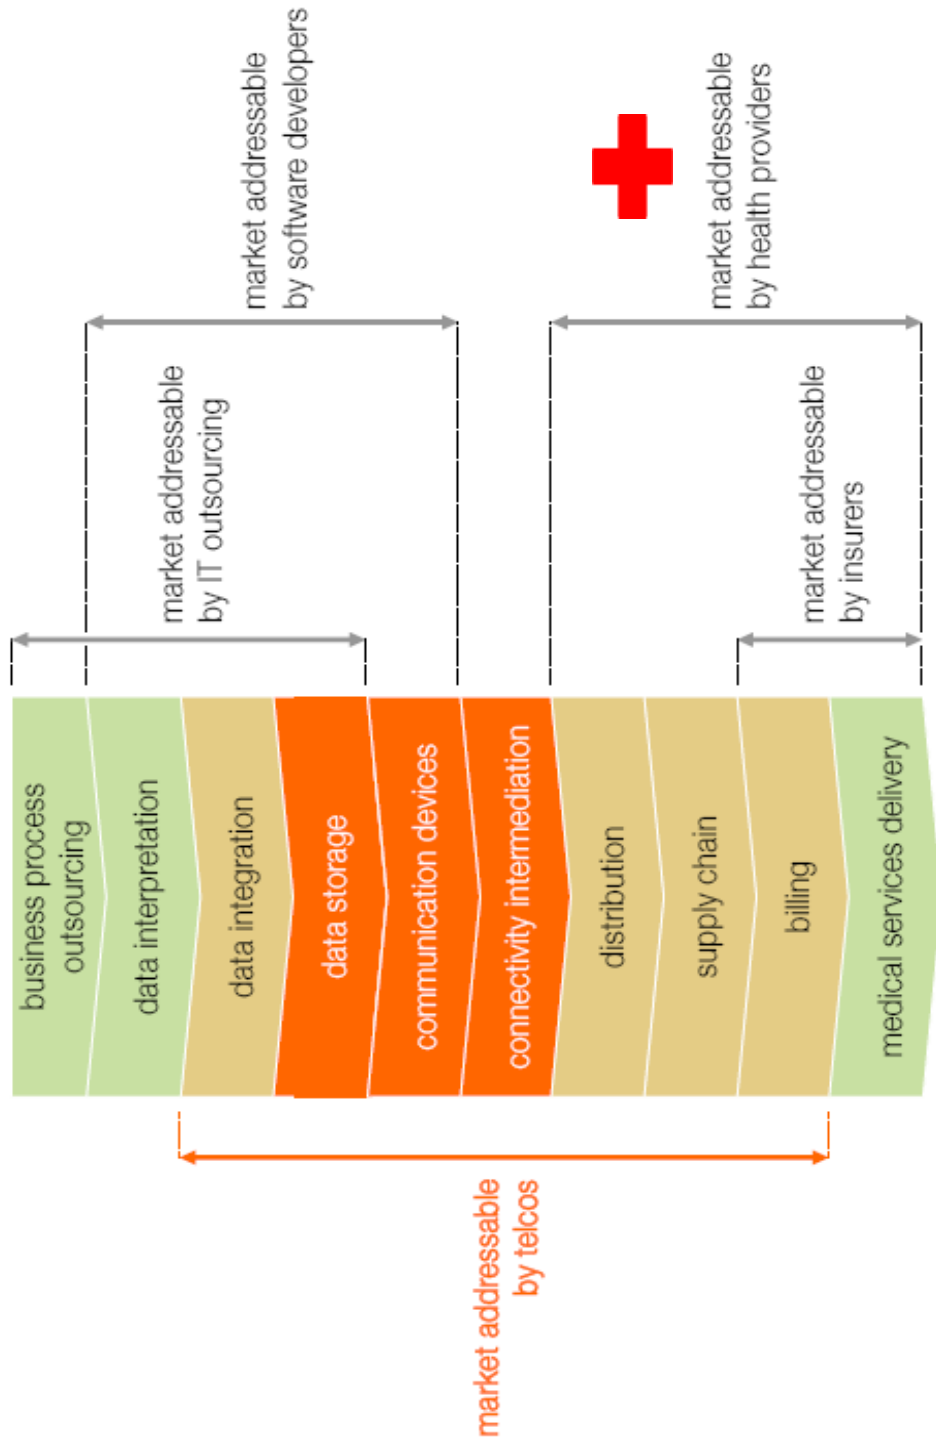 market addressable
by software developers
market addressable
by health providers
market addressable
by IT outsourcing
market addressable
by insurers
business process
outsourcing
data interpretation
data integration
data storage
communication devices
connectivity intermediation
distribution
supply chain
billing
medical services delivery
market addressable
by telcos